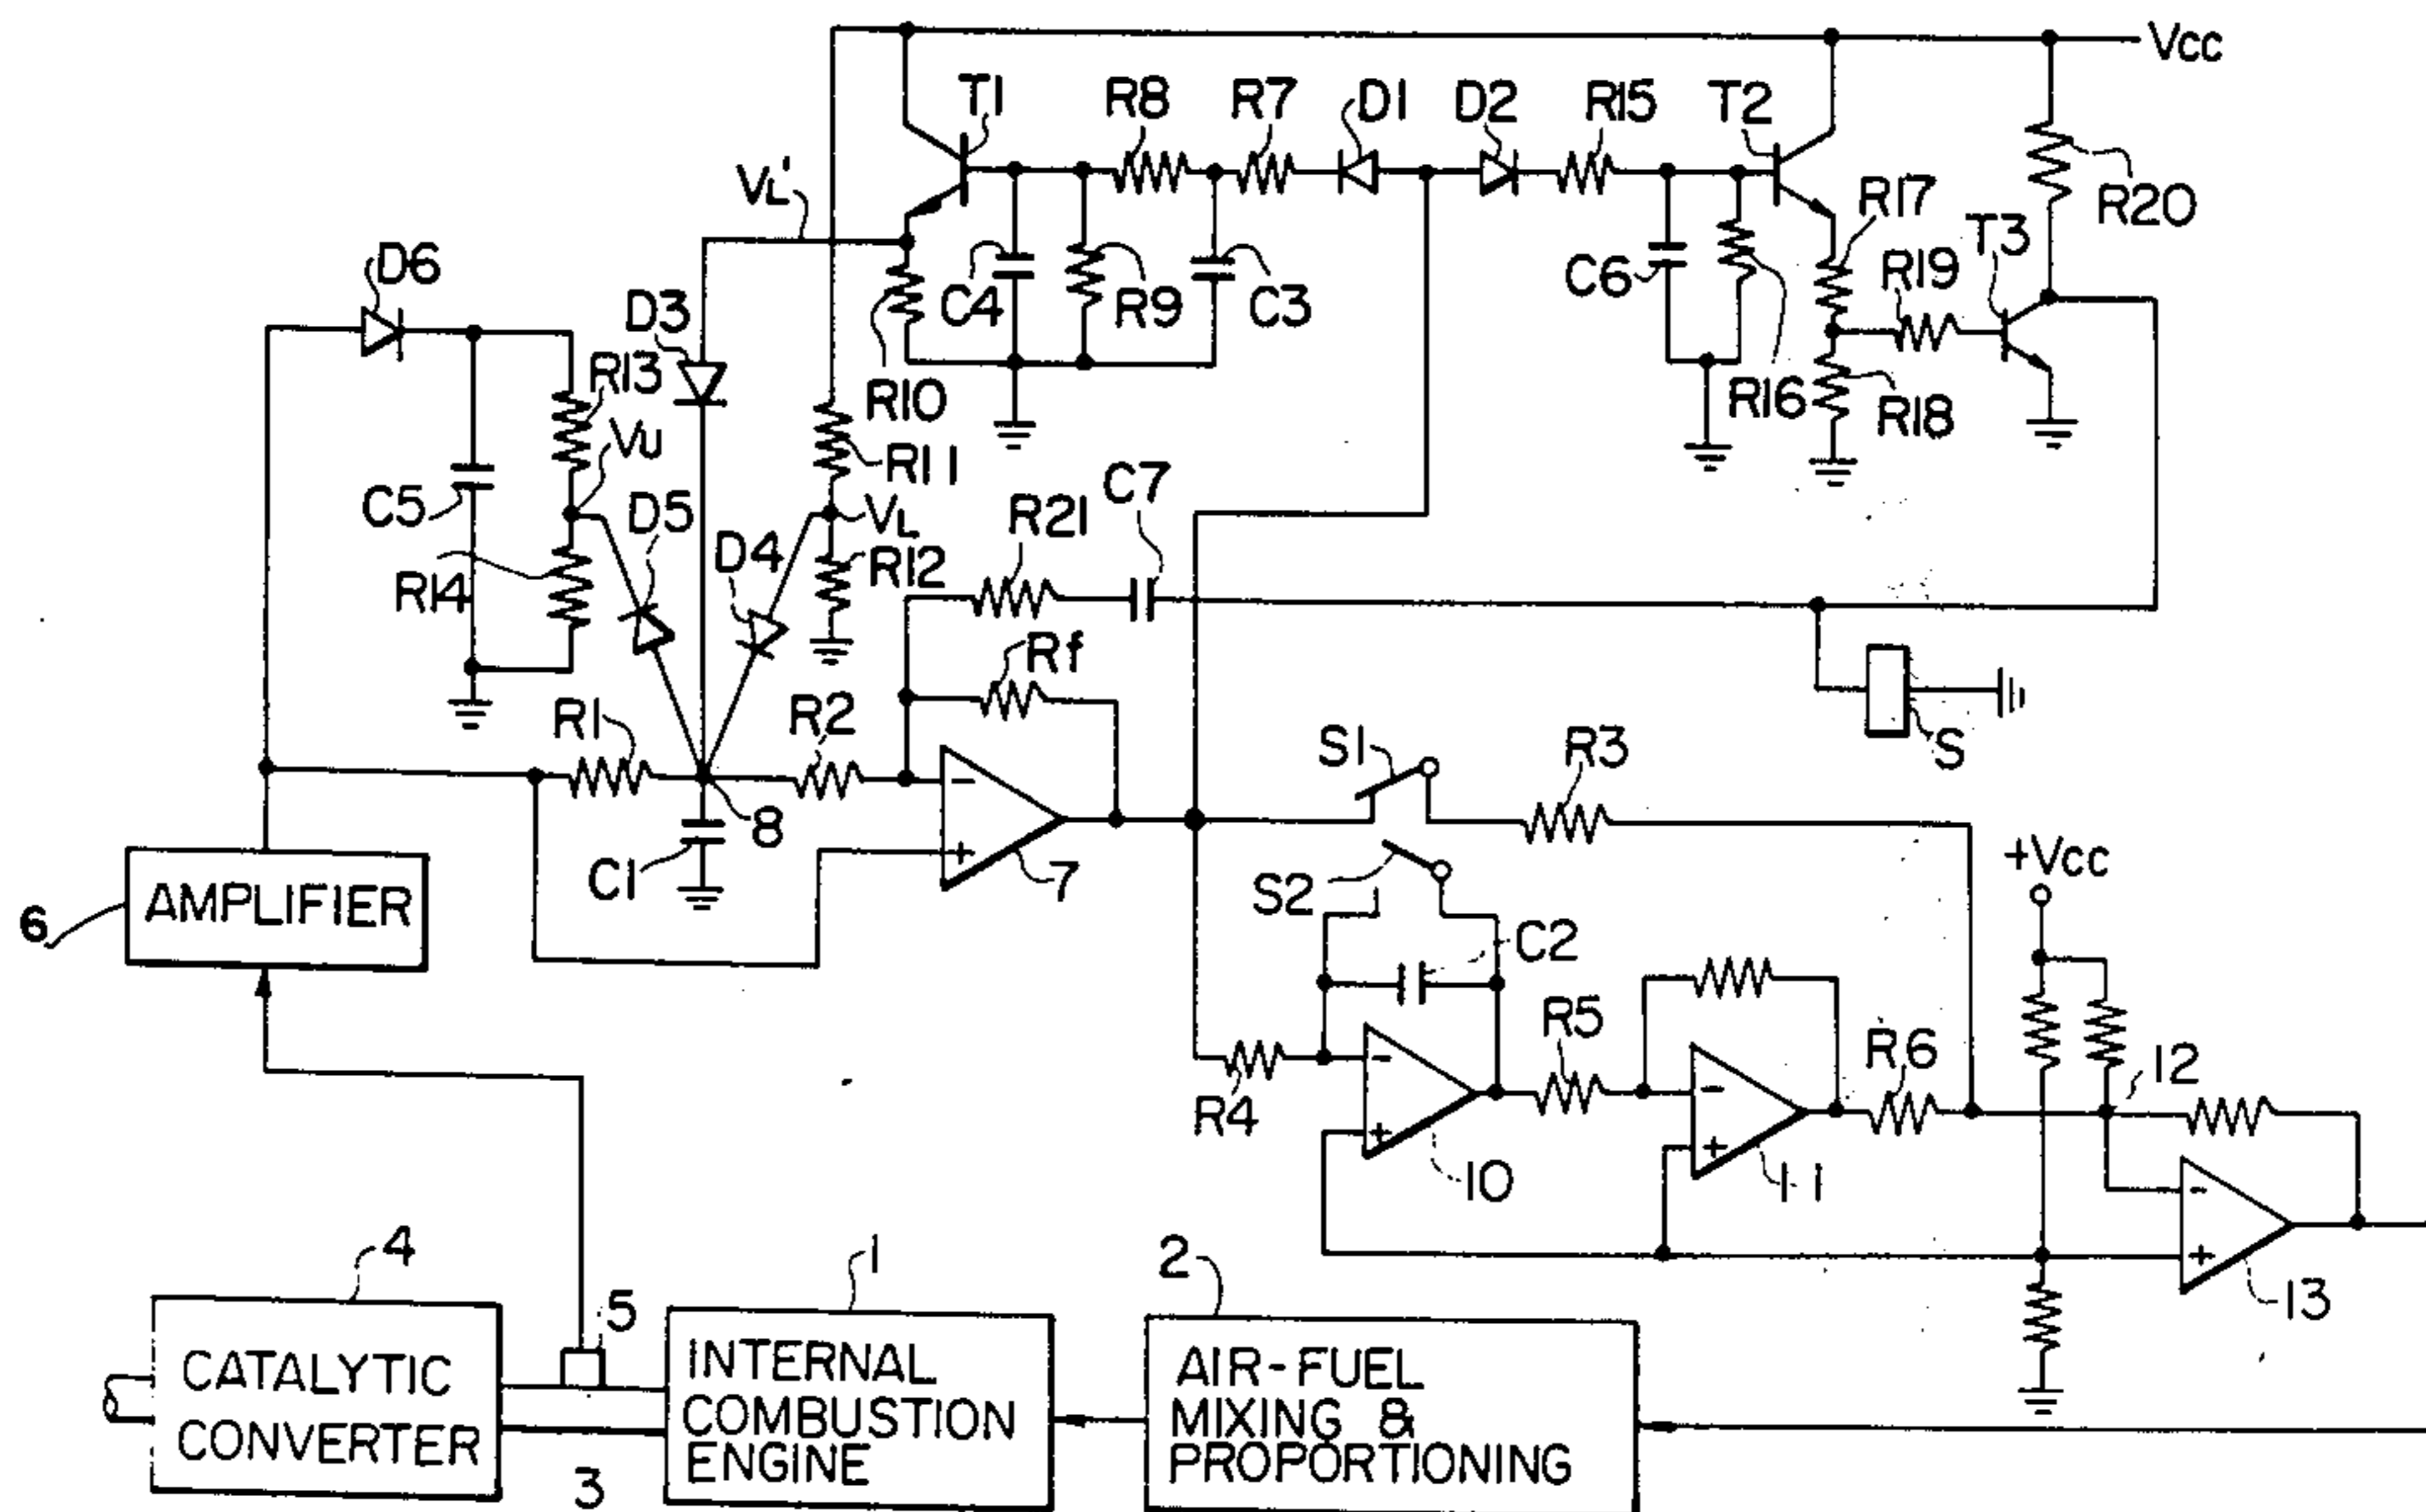 Vcc
T1
R8
R7
D1
D2
R15
T2
VL'
R17
R20
D6
T3
C4
R9
C3
C6
R19
D3
R13
R10
R16
R18
Vu
R11
C5
D5
C7
R21
VL
D4
R12
R14
Rf
R1
R2
S1
R3
S
8
C1
7
+Vcc
S2
6
AMPLIFIER
C2
R5
R6
12
R4
10
11
13
4
5
1
2
CATALYTIC
CONVERTER
3
INTERNAL
COMBUSTION
ENGINE
AIR-FUEL
MIXING &
PROPORTIONING
-
+
-
+
-
+
-
+